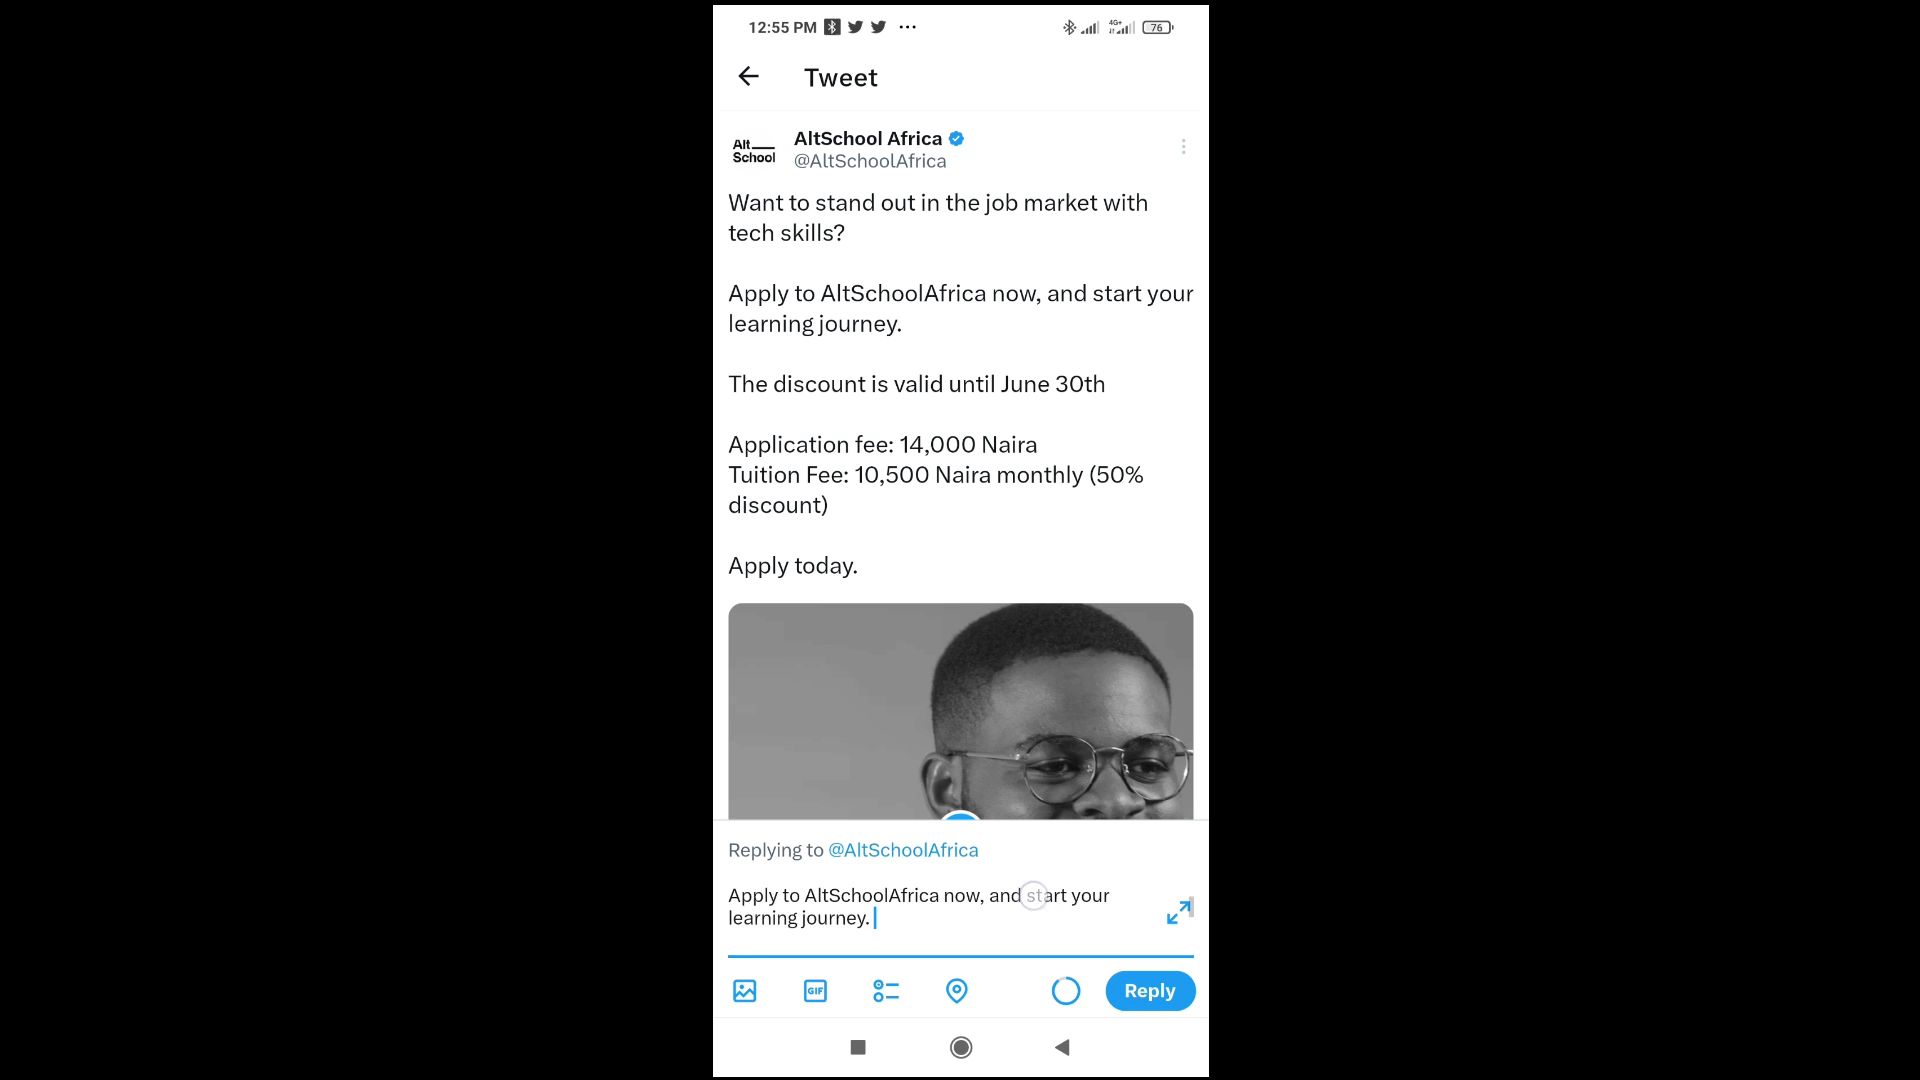 12:55 PM ... 4G+ 76
Tweet
Alt School
AltSchool Africa
@AltSchoolAfrica
Want to stand out in the job market with
tech skills?
Apply to AltSchoolAfrica now, and start your
learning journey.
The discount is valid until June 30th
Application fee: 14,000 Naira
Tuition Fee: 10,500 Naira monthly (50%
discount)
Apply today.
Replying to @AltSchoolAfrica
Apply to AltSchoolAfrica now, and start your
learning journey.
GIF
Reply